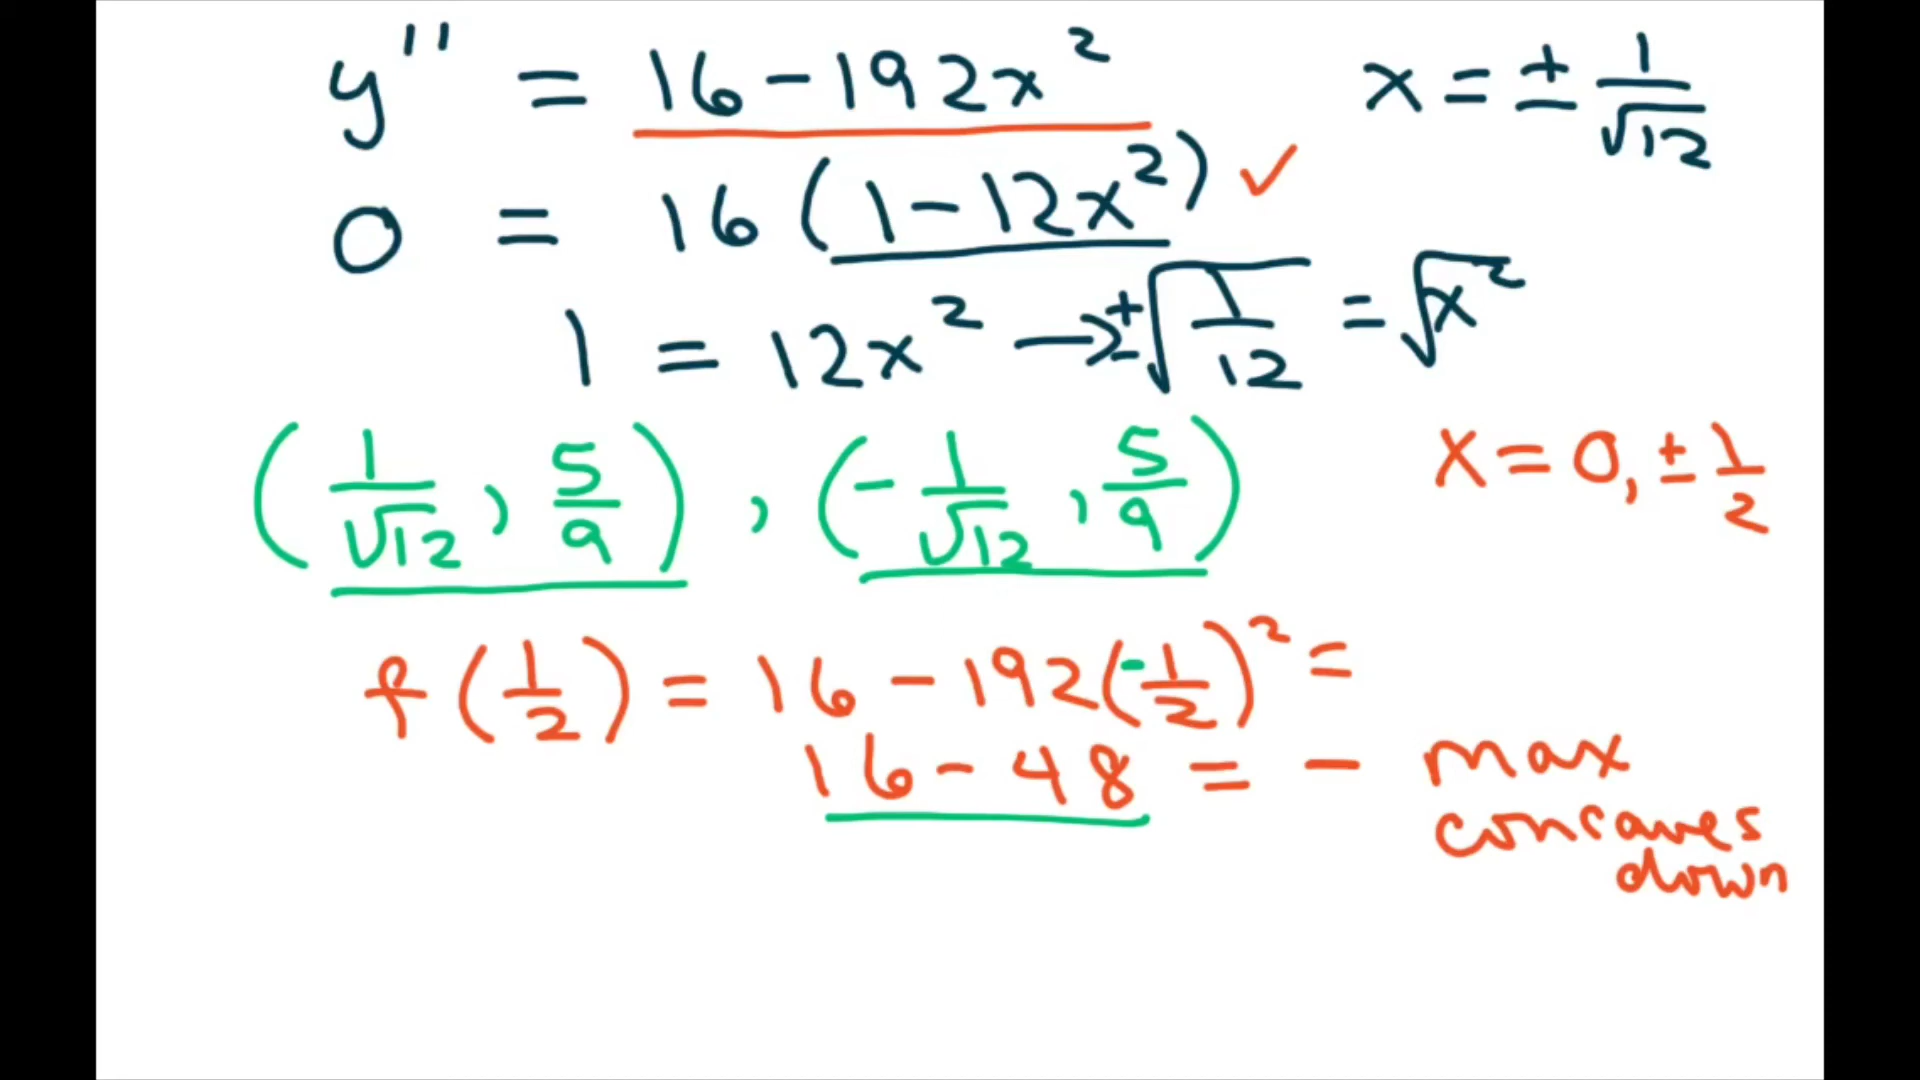 y'' = 16 - 192x²
x = ± 1/√12
0 = 16 (1 - 12x²) ✓
1 = 12x² → ±√(1/12) = √x²
(1/√12, 5/9), (-1/√12, 5/9)
x = 0, ± 1/2
f(1/2) = 16 - 192(-1/2)² =
16 - 48 = - max
concaves
down